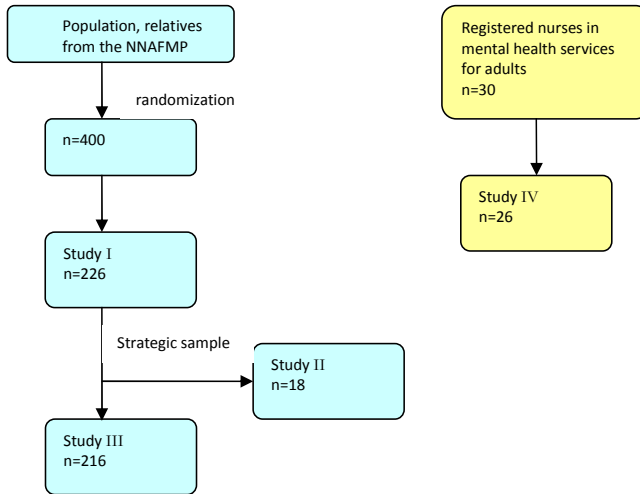 Population, relatives
from the NNAFMP
randomization
n=400
Study I
n=226
Strategic sample
Study II
n=18
Study III
n=216
Registered nurses in
mental health services
for adults
n=30
Study IV
n=26